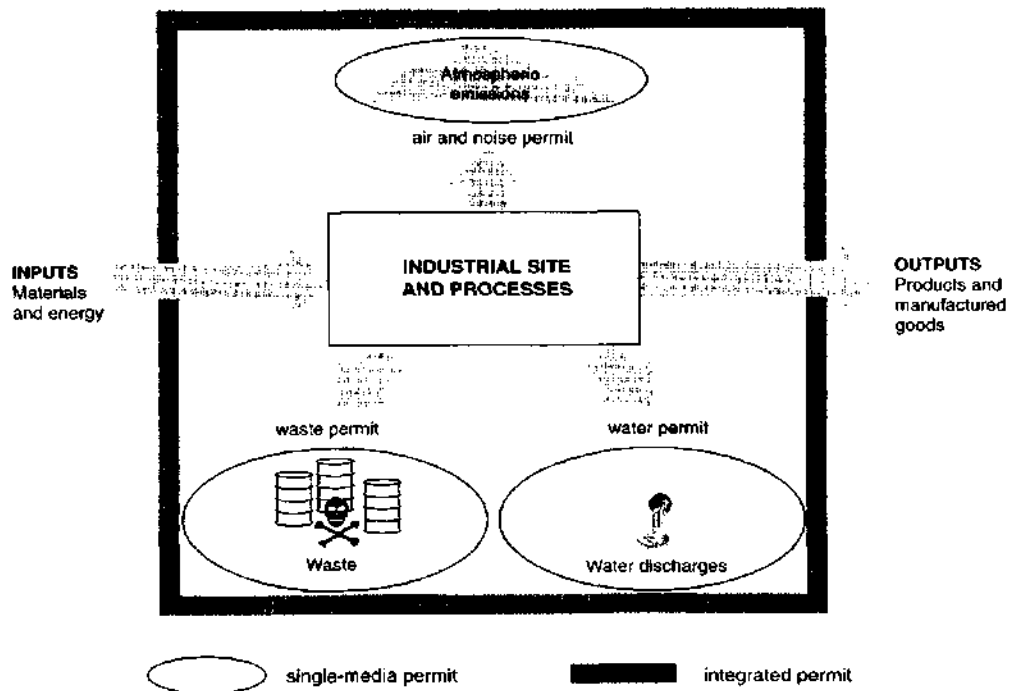 Atmospheric
emissions
air and noise permit
INPUTS
Materials
and energy
INDUSTRIAL SITE
AND PROCESSES
OUTPUTS
Products and
manufactured
goods
waste permit
water permit
Waste
Water discharges
single-media permit
integrated permit